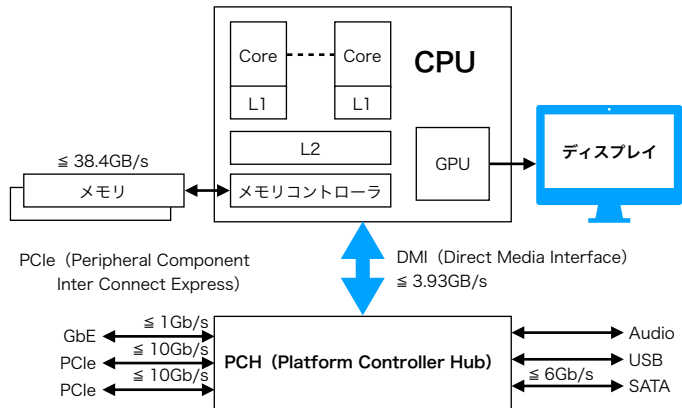 CPU
Core
Core
L1
L1
L2
GPU
メモリコントローラ
ディスプレイ
≦ 38.4GB/s
メモリ
PCIe（Peripheral Component
Inter Connect Express）
DMI（Direct Media Interface）
≦ 3.93GB/s
PCH（Platform Controller Hub）
GbE
≦ 1Gb/s
PCIe
≦ 10Gb/s
PCIe
≦ 10Gb/s
Audio
USB
≦ 6Gb/s
SATA